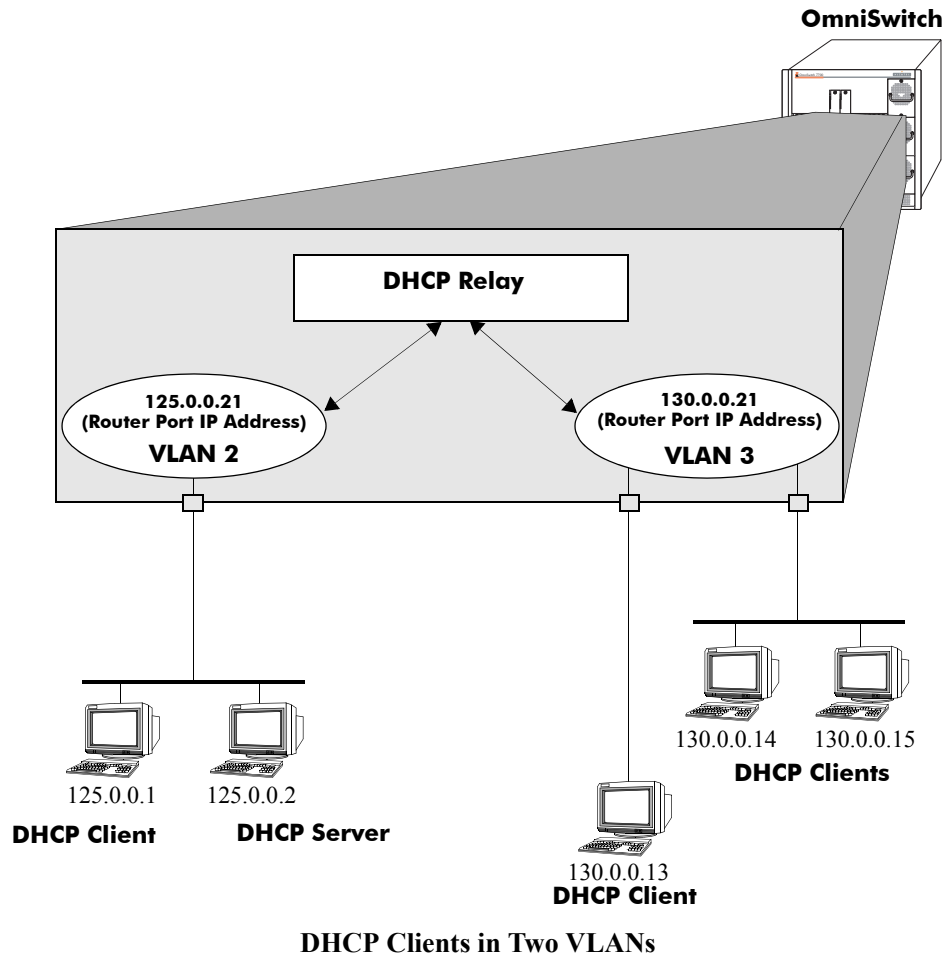 OmniSwitch
DHCP Relay
125.0.0.21
(Router Port IP Address)
VLAN 2
130.0.0.21
(Router Port IP Address)
VLAN 3
125.0.0.1
DHCP Client
125.0.0.2
DHCP Server
130.0.0.13
DHCP Client
130.0.0.14
130.0.0.15
DHCP Clients
DHCP Clients in Two VLANs